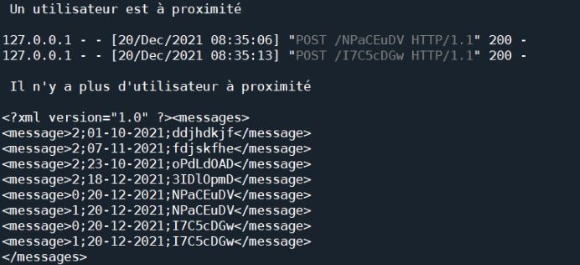 Un utilisateur est à proximité
127.0.0.1 - - [20/Dec/2021 08:35:06] "POST /NPaCEuDV HTTP/1.1" 200 -
127.0.0.1 - - [20/Dec/2021 08:35:13] "POST /I7C5cDGw HTTP/1.1" 200 -
Il n'y a plus d'utilisateur à proximité
<?xml version="1.0" ?><messages>
<message>2;01-10-2021;ddjhdkjf</message>
<message>2;07-11-2021;fdjskfhe</message>
<message>2;23-10-2021;oPdLdOAD</message>
<message>2;18-12-2021;3IDlOpmD</message>
<message>0;20-12-2021;NPaCEuDV</message>
<message>1;20-12-2021;NPaCEuDV</message>
<message>0;20-12-2021;I7C5cDGw</message>
<message>1;20-12-2021;I7C5cDGw</message>
</messages>